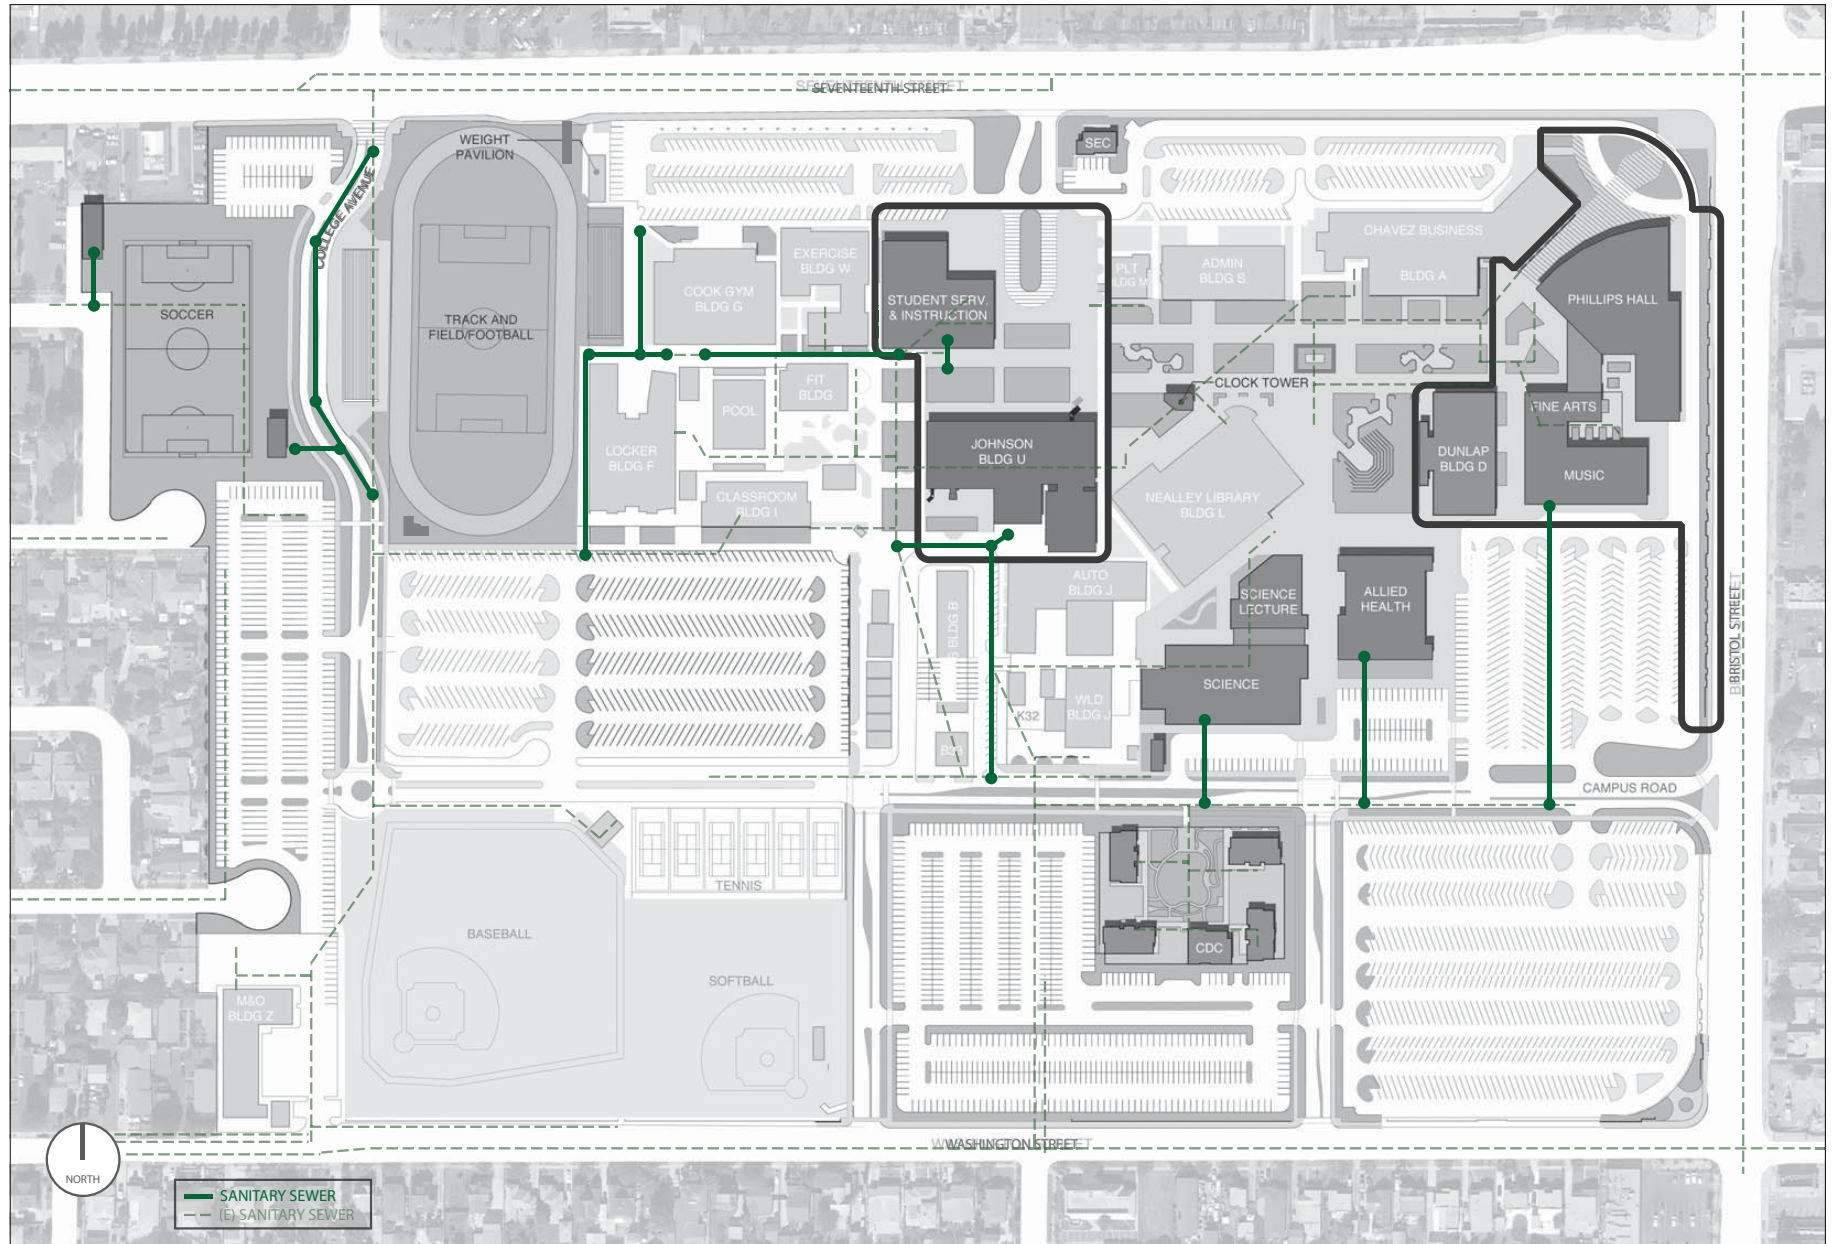 SEVENTEENTH STREET
WEIGHT
PAVILION
SEC
COLLEGE AVENUE
CHAVEZ BUSINESS
BLDG A
EXERCISE
BLDG W
PLT
BLDG M
ADMIN
BLDG S
COOK GYM
BLDG G
STUDENT SERV.
& INSTRUCTION
PHILLIPS HALL
SOCCER
TRACK AND
FIELD/FOOTBALL
FIT
BLDG
CLOCK TOWER
POOL
FINE ARTS
LOCKER
BLDG F
JOHNSON
BLDG U
DUNLAP
BLDG D
MUSIC
CLASSROOM
BLDG I
NEALLEY LIBRARY
BLDG L
AUTO
BLDG J
SCIENCE
LECTURE
ALLIED
HEALTH
BLDG B
BRISTOL STREET
SCIENCE
WLD
BLDG J
K32
CAMPUS ROAD
TENNIS
BASEBALL
CDC
SOFTBALL
M&O
BLDG Z
WASHINGTON STREET
NORTH
SANITARY SEWER
(E) SANITARY SEWER